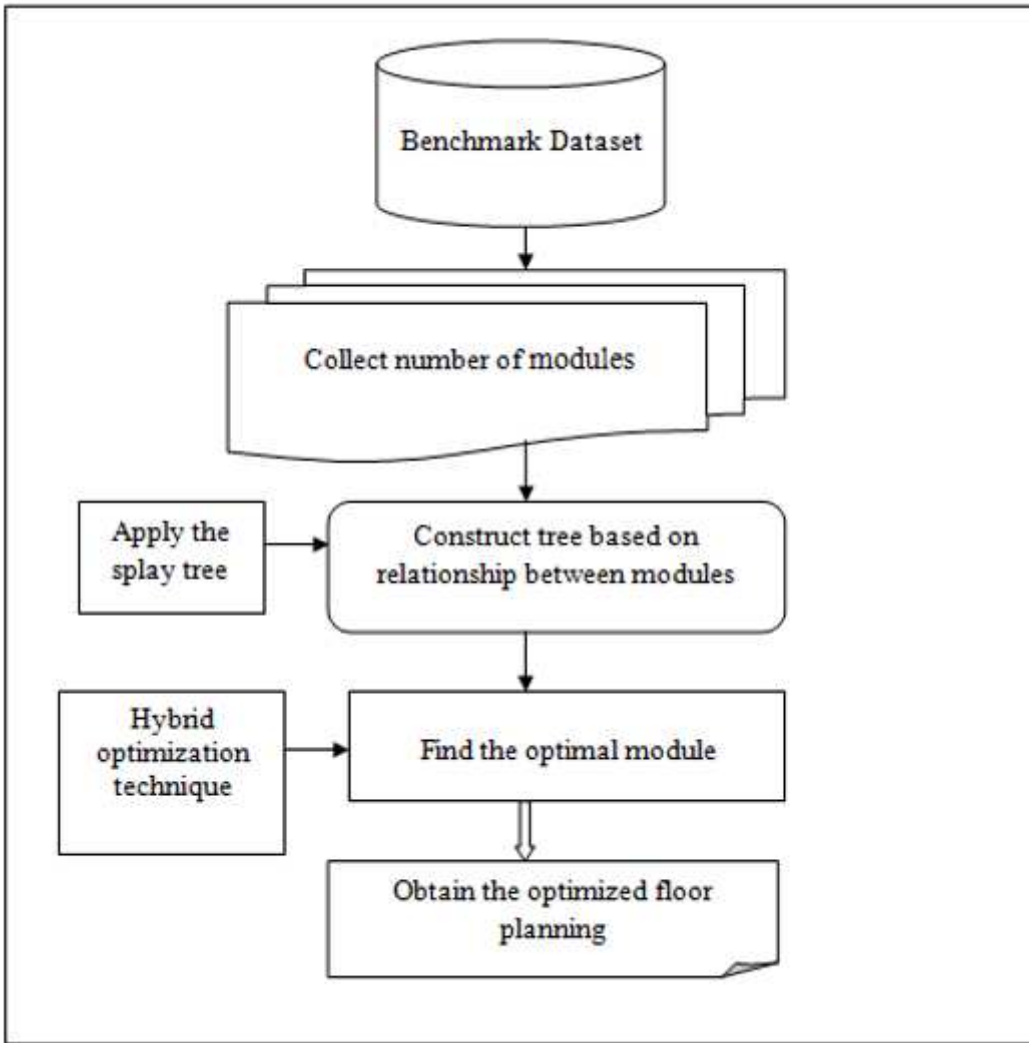 Benchmark Dataset
Collect number of modules
Apply the
splay tree
Construct tree based on
relationship between modules
Hybrid
optimization
technique
Find the optimal module
Obtain the optimized floor
planning